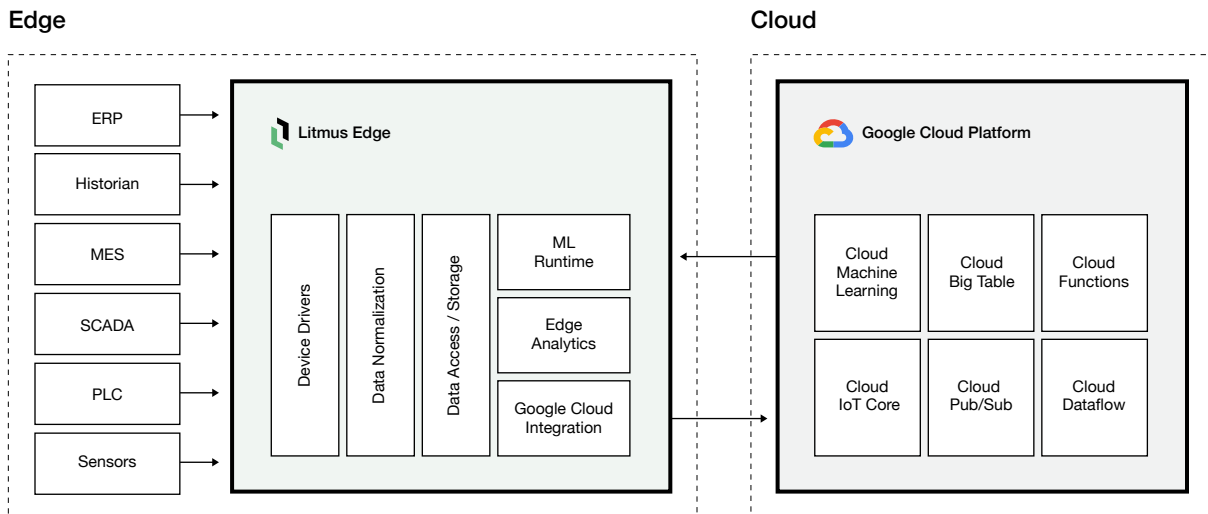 Edge
Cloud
ERP
Historian
MES
SCADA
PLC
Sensors
Litmus Edge
Device Drivers
Data Normalization
Data Access / Storage
ML
Runtime
Edge
Analytics
Google Cloud
Integration
Google Cloud Platform
Cloud
Machine
Learning
Cloud
Big Table
Cloud
Functions
Cloud
IoT Core
Cloud
Pub/Sub
Cloud
Dataflow